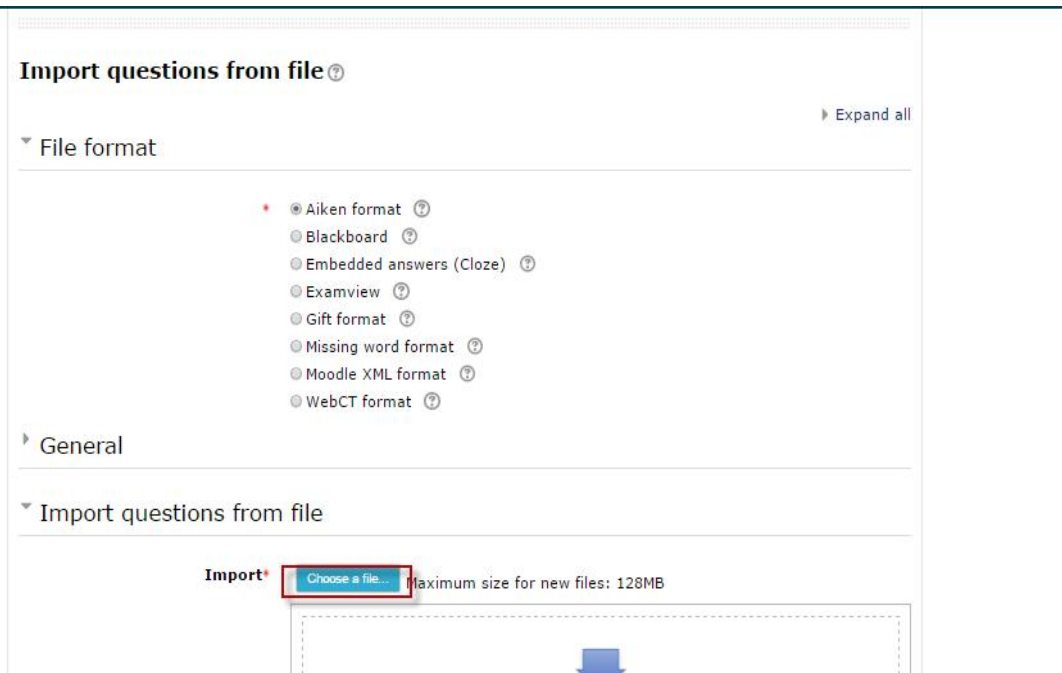 Import questions from file
Expand all
File format
* Aiken format
Blackboard
Embedded answers (Cloze)
Examview
Gift format
Missing word format
Moodle XML format
WebCT format
General
Import questions from file
Import* Choose a file... Maximum size for new files: 128MB